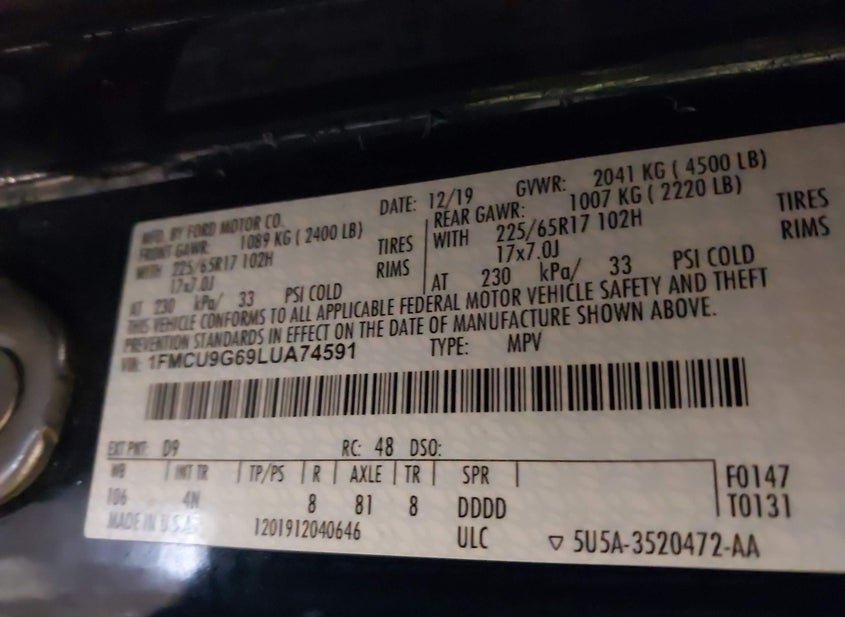 MFD. BY FORD MOTOR CO. DATE: 12/19 GVWR: 2041 KG ( 4500 LB)
FRONT GAWR: 1089 KG ( 2400 LB) REAR GAWR: 1007 KG ( 2220 LB)
WITH 225/65R17 102H TIRES WITH 225/65R17 102H TIRES
17x7.0J RIMS 17x7.0J RIMS
AT 230 kPa/ 33 PSI COLD AT 230 kPa/ 33 PSI COLD
THIS VEHICLE CONFORMS TO ALL APPLICABLE FEDERAL MOTOR VEHICLE SAFETY AND THEFT
PREVENTION STANDARDS IN EFFECT ON THE DATE OF MANUFACTURE SHOWN ABOVE.
VIN: 1FMCU9G69LUA74591 TYPE: MPV
EXT PNT: D9 RC: 48 DSO:
WB INT TR TP/PS R AXLE TR SPR F0147
106 4N 8 81 8 DDDD T0131
MADE IN U.S.A. 1201912040646 ULC ▽ 5U5A-3520472-AA